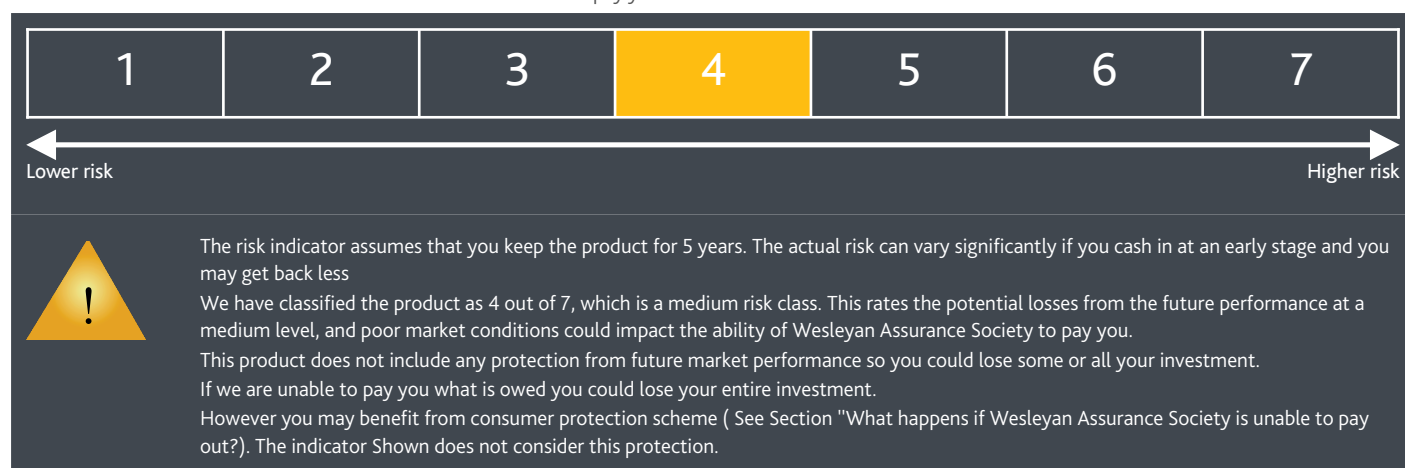 1 2 3 4 5 6 7
Lower risk Higher risk
The risk indicator assumes that you keep the product for 5 years. The actual risk can vary significantly if you cash in at an early stage and you
may get back less
We have classified the product as 4 out of 7, which is a medium risk class. This rates the potential losses from the future performance at a
medium level, and poor market conditions could impact the ability of Wesleyan Assurance Society to pay you.
This product does not include any protection from future market performance so you could lose some or all your investment.
If we are unable to pay you what is owed you could lose your entire investment.
!
However you may benefit from consumer protection scheme ( See Section "What happens if Wesleyan Assurance Society is unable to pay
out?). The indicator Shown does not consider this protection.